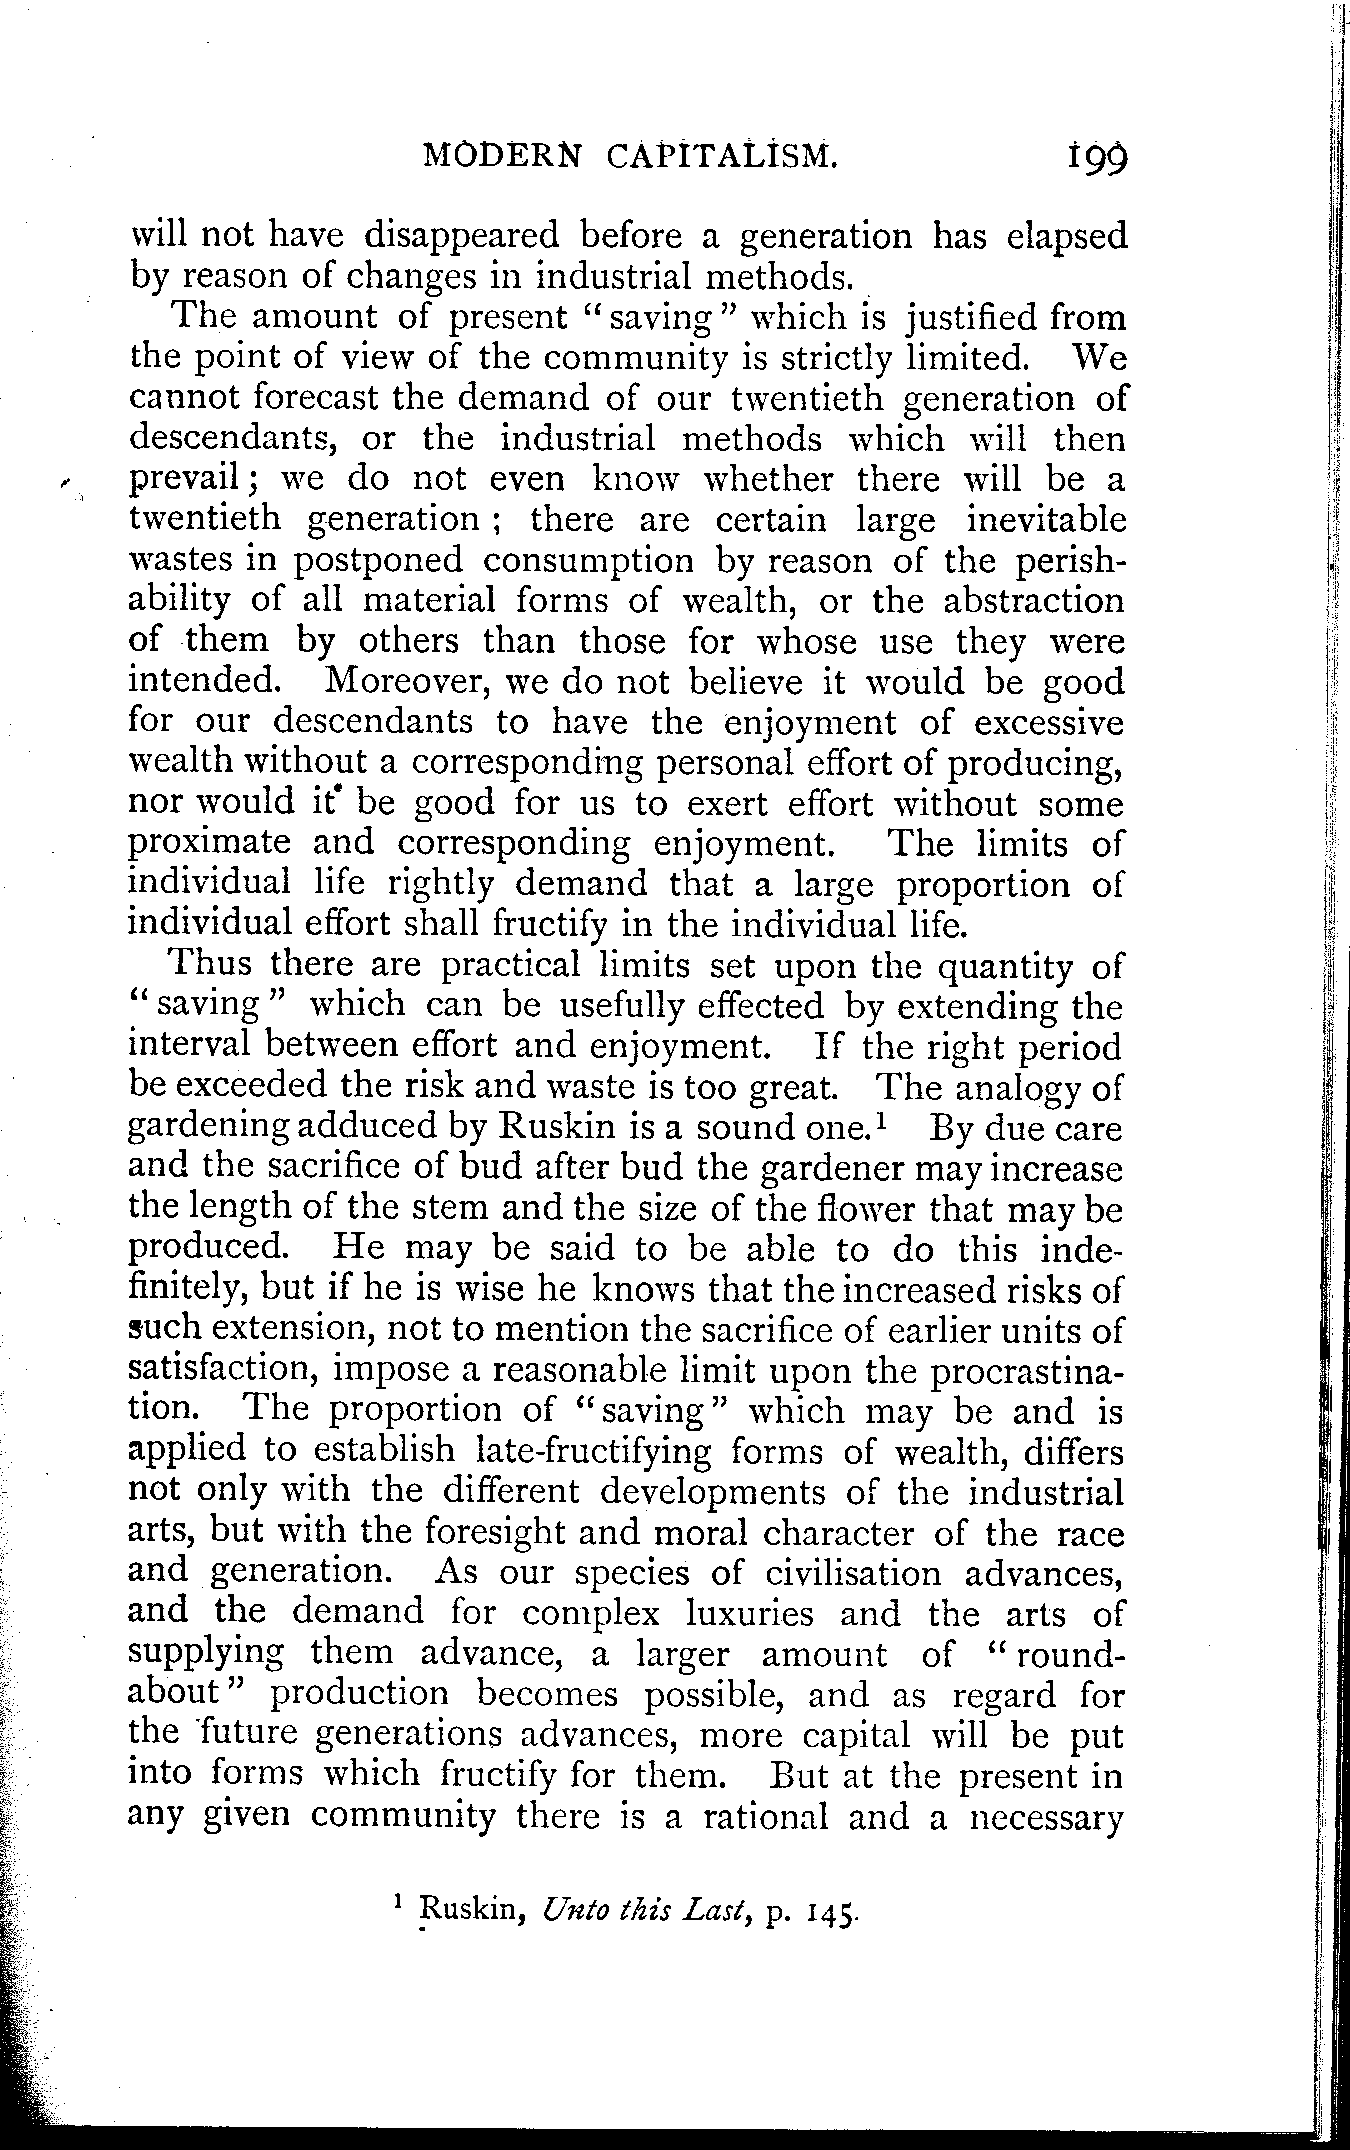 MODERN CAPITALISM. 199
will not have disappeared before a generation has elapsed
by reason of changes in industrial methods.
The amount of present “saving” which is justified from
the point of view of the community is strictly limited. We
cannot forecast the demand of our twentieth generation of
descendants, or the industrial methods which will then
prevail; we do not even know whether there will be a
twentieth generation; there are certain large inevitable
wastes in postponed consumption by reason of the perish-
ability of all material forms of wealth, or the abstraction
of them by others than those for whose use they were
intended. Moreover, we do not believe it would be good
for our descendants to have the enjoyment of excessive
wealth without a corresponding personal effort of producing,
nor would it be good for us to exert effort without some
proximate and corresponding enjoyment. The limits of
individual life rightly demand that a large proportion of
individual effort shall fructify in the individual life.
Thus there are practical limits set upon the quantity of
“saving” which can be usefully effected by extending the
interval between effort and enjoyment. If the right period
be exceeded the risk and waste is too great. The analogy of
gardening adduced by Ruskin is a sound one.¹ By due care
and the sacrifice of bud after bud the gardener may increase
the length of the stem and the size of the flower that may be
produced. He may be said to be able to do this inde-
finitely, but if he is wise he knows that the increased risks of
such extension, not to mention the sacrifice of earlier units of
satisfaction, impose a reasonable limit upon the procrastina-
tion. The proportion of “saving” which may be and is
applied to establish late-fructifying forms of wealth, differs
not only with the different developments of the industrial
arts, but with the foresight and moral character of the race
and generation. As our species of civilisation advances,
and the demand for complex luxuries and the arts of
supplying them advance, a larger amount of “round-
about” production becomes possible, and as regard for
the future generations advances, more capital will be put
into forms which fructify for them. But at the present in
any given community there is a rational and a necessary
¹ Ruskin, Unto this Last, p. 145.